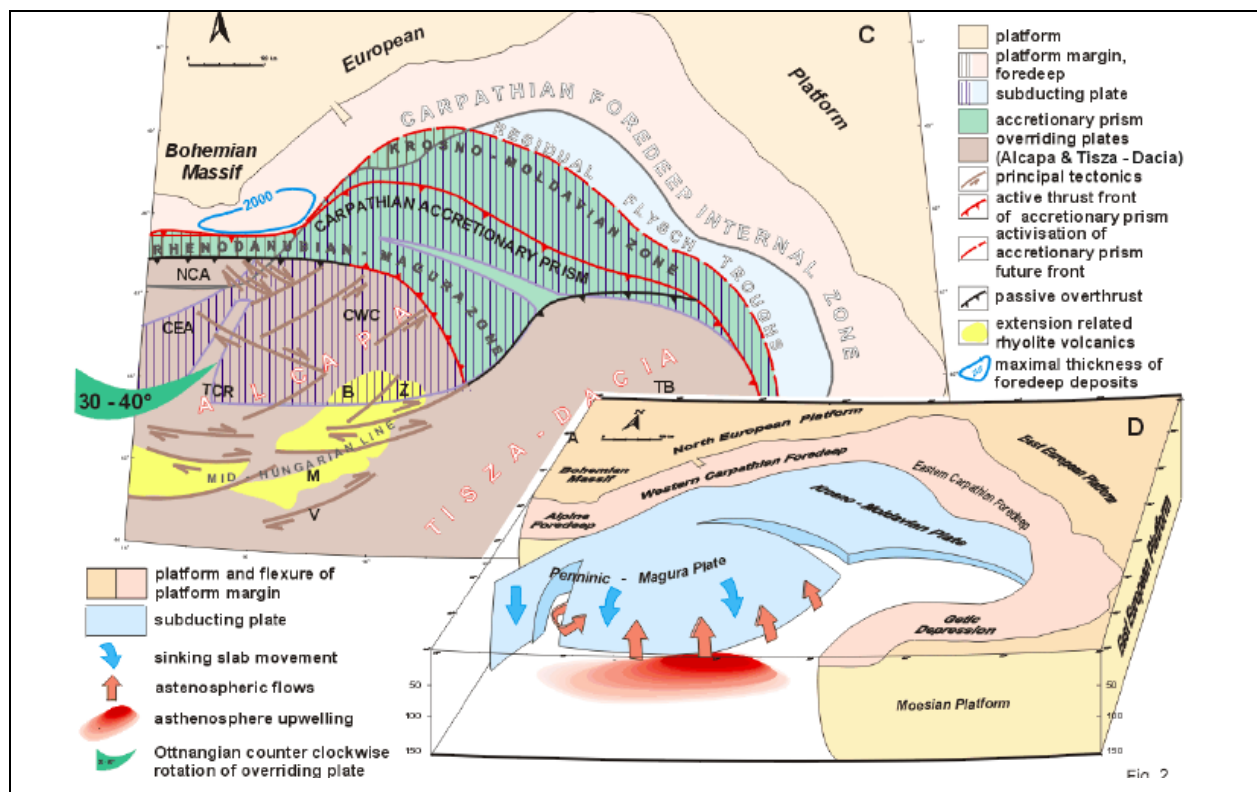 C
European
Platform
Bohemian
Massif
CARPATHIAN FOREDEEP INTERNAL ZONE
RESIDUAL FLYSCH TROUGHS
KROSNO - MOLDAVIAN ZONE
CARPATHIAN ACCRETIONARY PRISM
RHENODANUBIAN - MAGURA ZONE
2000
NCA
CEA
CWC
TCR
B
Z
ALCAPA
30 - 40°
MID - HUNGARIAN LINE
M
V
TISZA - DACIA
TB
platform
platform margin,
foredeep
subducting plate
accretionary prism
overriding plates
(Alcapa & Tisza - Dacia)
principal tectonics
active thrust front
of accretionary prism
activisation of
accretionary prism
future front
passive overthrust
extension related
rhyolite volcanics
maximal thickness of
foredeep deposits
D
N
A
North European Platform
East European Platform
Bohemian
Massif
Western Carpathian Foredeep
Eastern Carpathian Foredeep
Alpine
Foredeep
Krosno - Moldavian
Plate
Penninic - Magura Plate
Getic
Depression
Moesian Platform
East European Platform
50
100
150
50
100
150
platform and flexure of
platform margin
subducting plate
sinking slab movement
astenospheric flows
asthenosphere upwelling
Ottnangian counter clockwise
rotation of overriding plate
Fig. 2